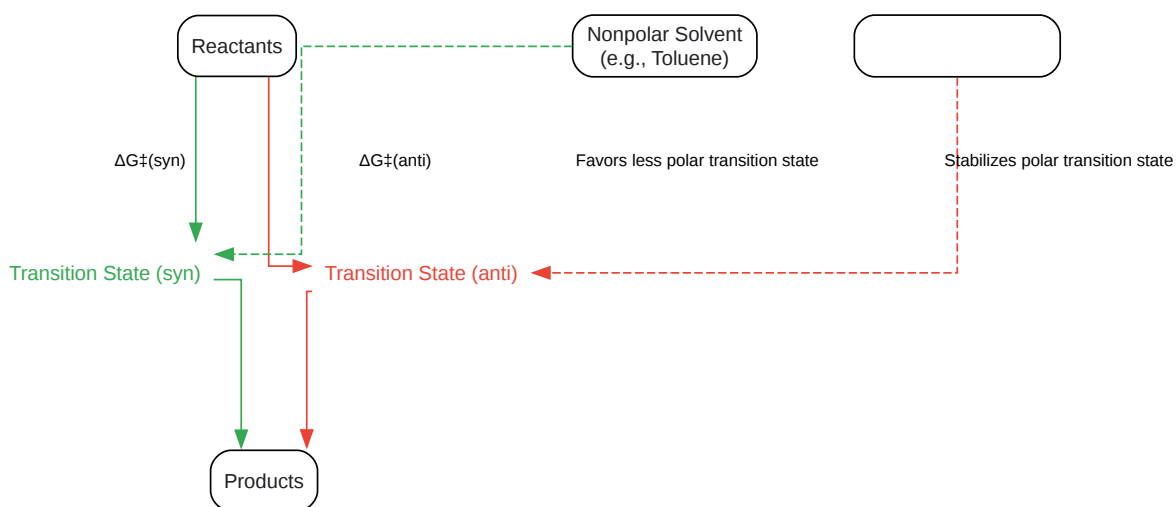 Reactants
Nonpolar Solvent
(e.g., Toluene)
ΔG‡(syn)
ΔG‡(anti)
Favors less polar transition state
Stabilizes polar transition state
Transition State (syn)
Transition State (anti)
Products